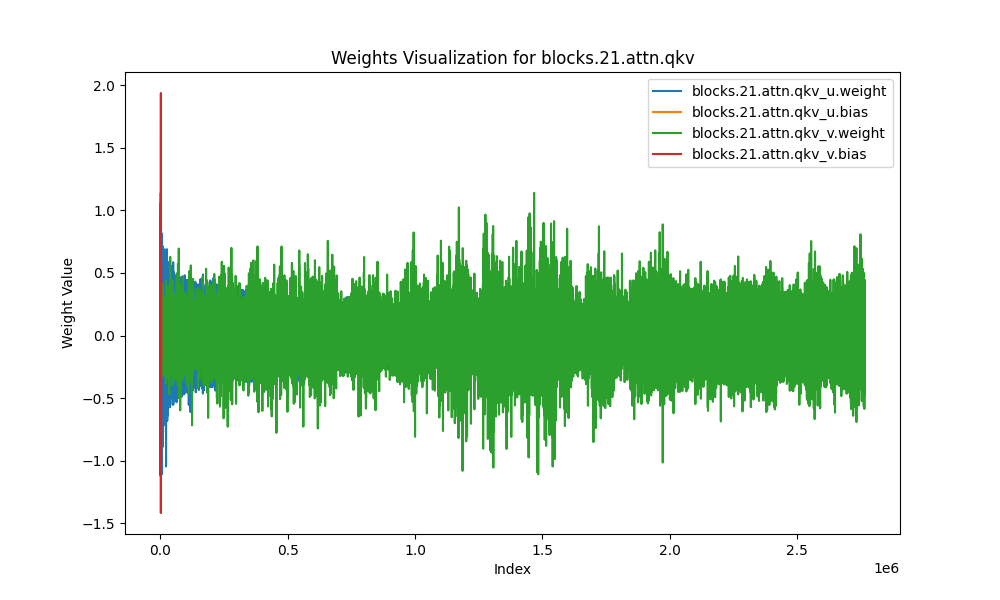 Weights Visualization for blocks.21.attn.qkv
blocks.21.attn.qkv_u.weight
blocks.21.attn.qkv_u.bias
blocks.21.attn.qkv_v.weight
blocks.21.attn.qkv_v.bias
2.0
1.5
1.0
0.5
0.0
−0.5
−1.0
−1.5
Weight Value
0.0 0.5 1.0 1.5 2.0 2.5
1e6
Index